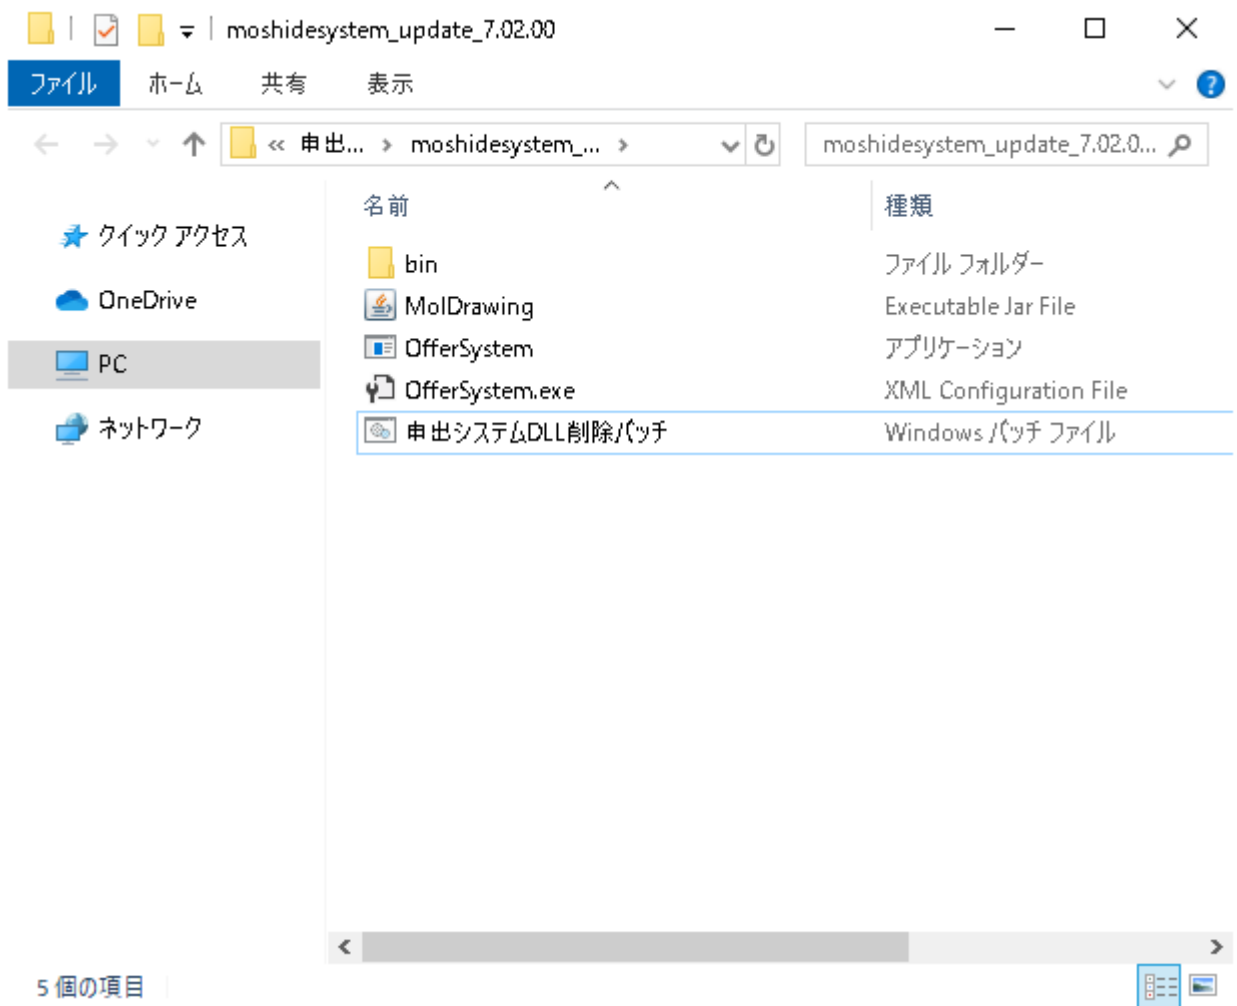 moshidesystem_update_7.02.00
ファイル ホーム 共有 表示
« 申出... › moshidesystem_... › moshidesystem_update_7.02.0...
名前 種類
クイック アクセス
OneDrive
PC
ネットワーク
bin ファイル フォルダー
MolDrawing Executable Jar File
OfferSystem アプリケーション
OfferSystem.exe XML Configuration File
申出システムDLL削除バッチ Windows バッチ ファイル
5 個の項目